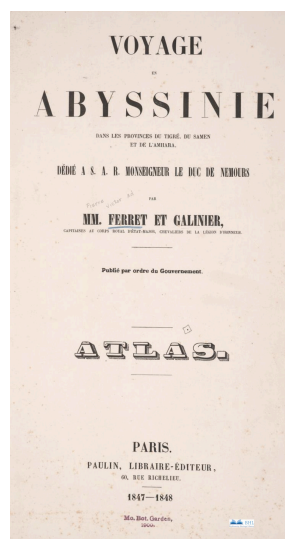 VOYAGE
EN
ABYSSINIE
DANS LES PROVINCES DU TIGRÉ, DU SAMEN
ET DE L'AMHARA,
DÉDIÉ A S. A. R. MONSEIGNEUR LE DUC DE NEMOURS
PAR
MM. FERRET ET GALINIER,
CAPITAINES AU CORPS ROYAL D'ÉTAT-MAJOR, CHEVALIERS DE LA LÉGION D'HONNEUR.
Publié par ordre du Gouvernement.
ATLAS.
PARIS.
PAULIN, LIBRAIRE-ÉDITEUR,
60, RUE RICHELIEU.
1847—1848
Mo. Bot. Garden,